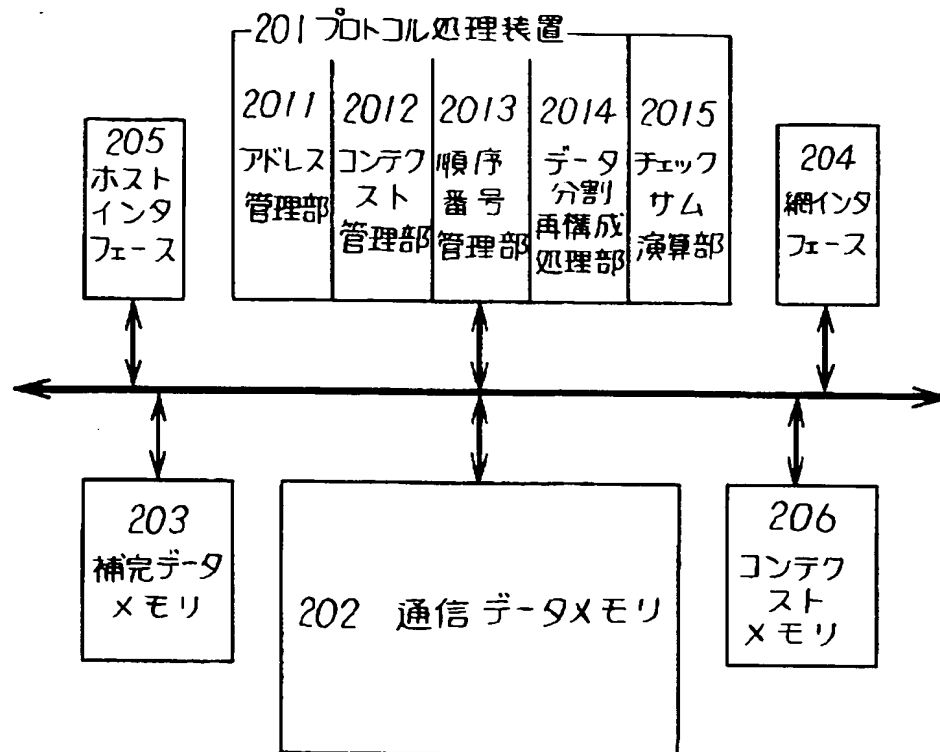 201プロトコル処理装置
205
ホスト
インタ
フェース
2011
アドレス
管理部
2012
コンテク
スト
管理部
2013
順序
番号
管理部
2014
データ
分割
再構成
処理部
2015
チェック
サム
演算部
204
網インタ
フェース
203
補完データ
メモリ
202 通信データメモリ
206
コンテク
スト
メモリ